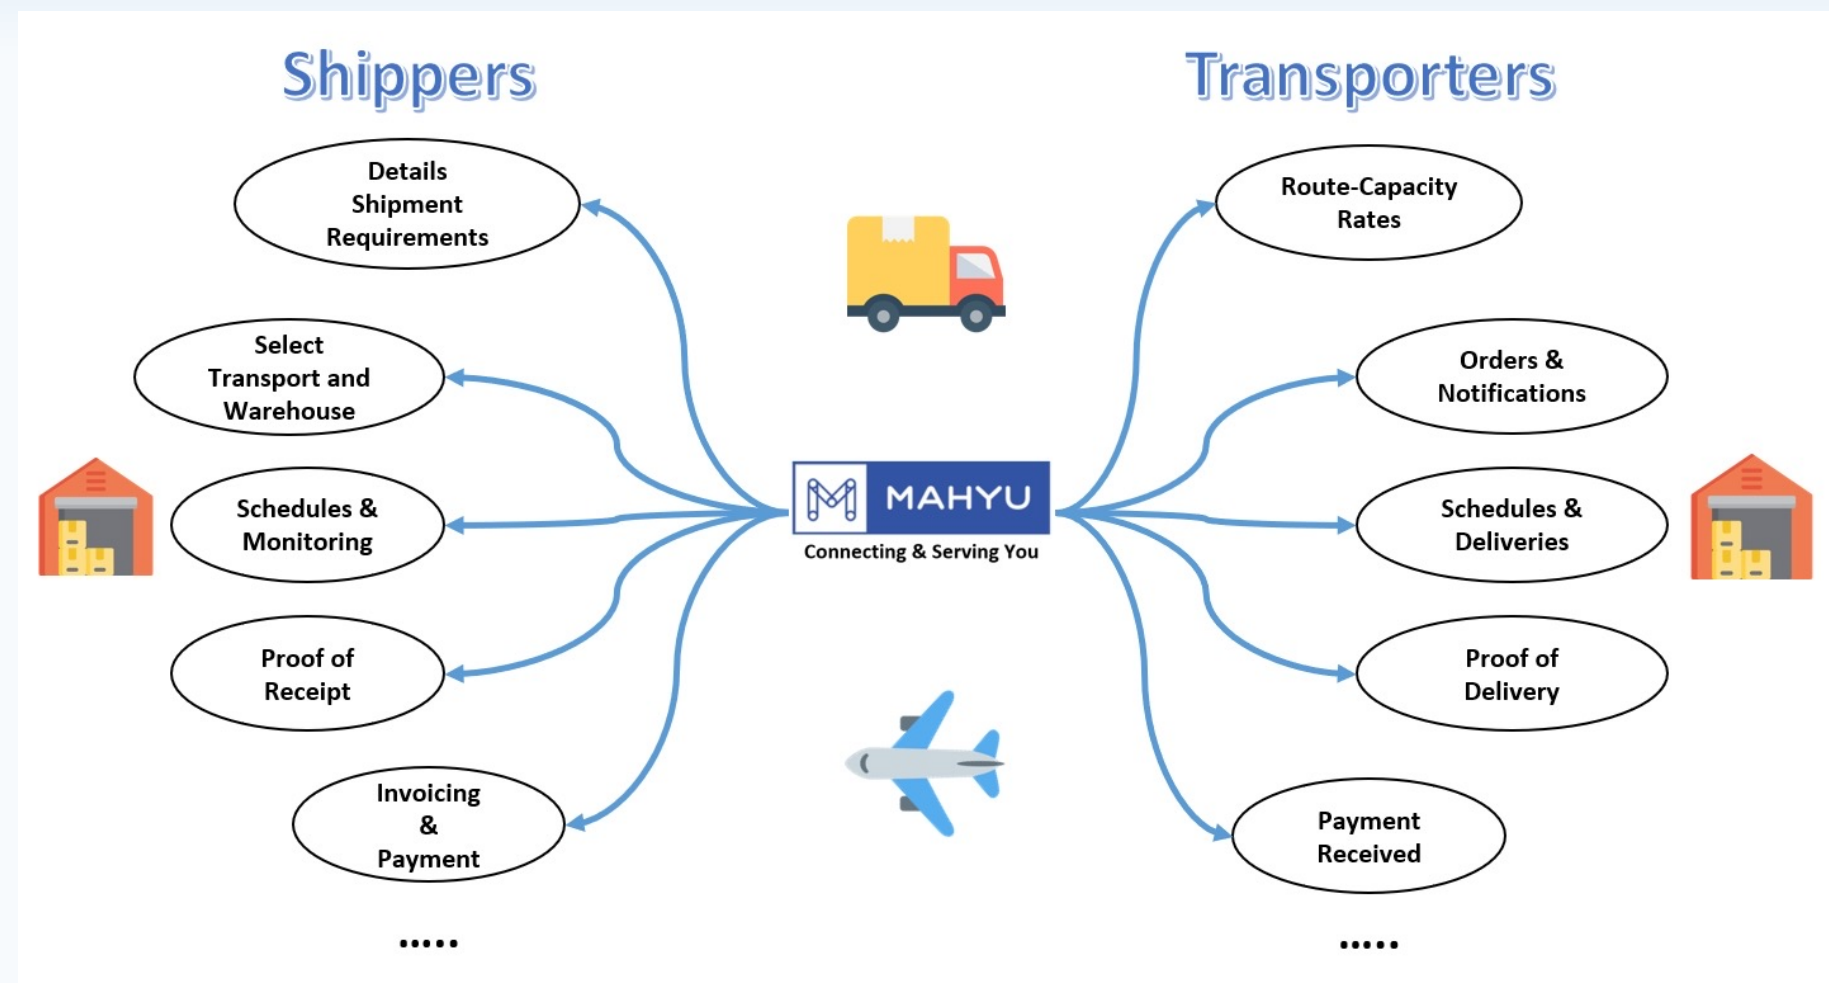 Shippers
Details
Shipment
Requirements
Select
Transport and
Warehouse
Schedules &
Monitoring
Proof of
Receipt
Invoicing
&
Payment
.....
MAHYU
Connecting & Serving You
Transporters
Route-Capacity
Rates
Orders &
Notifications
Schedules &
Deliveries
Proof of
Delivery
Payment
Received
.....